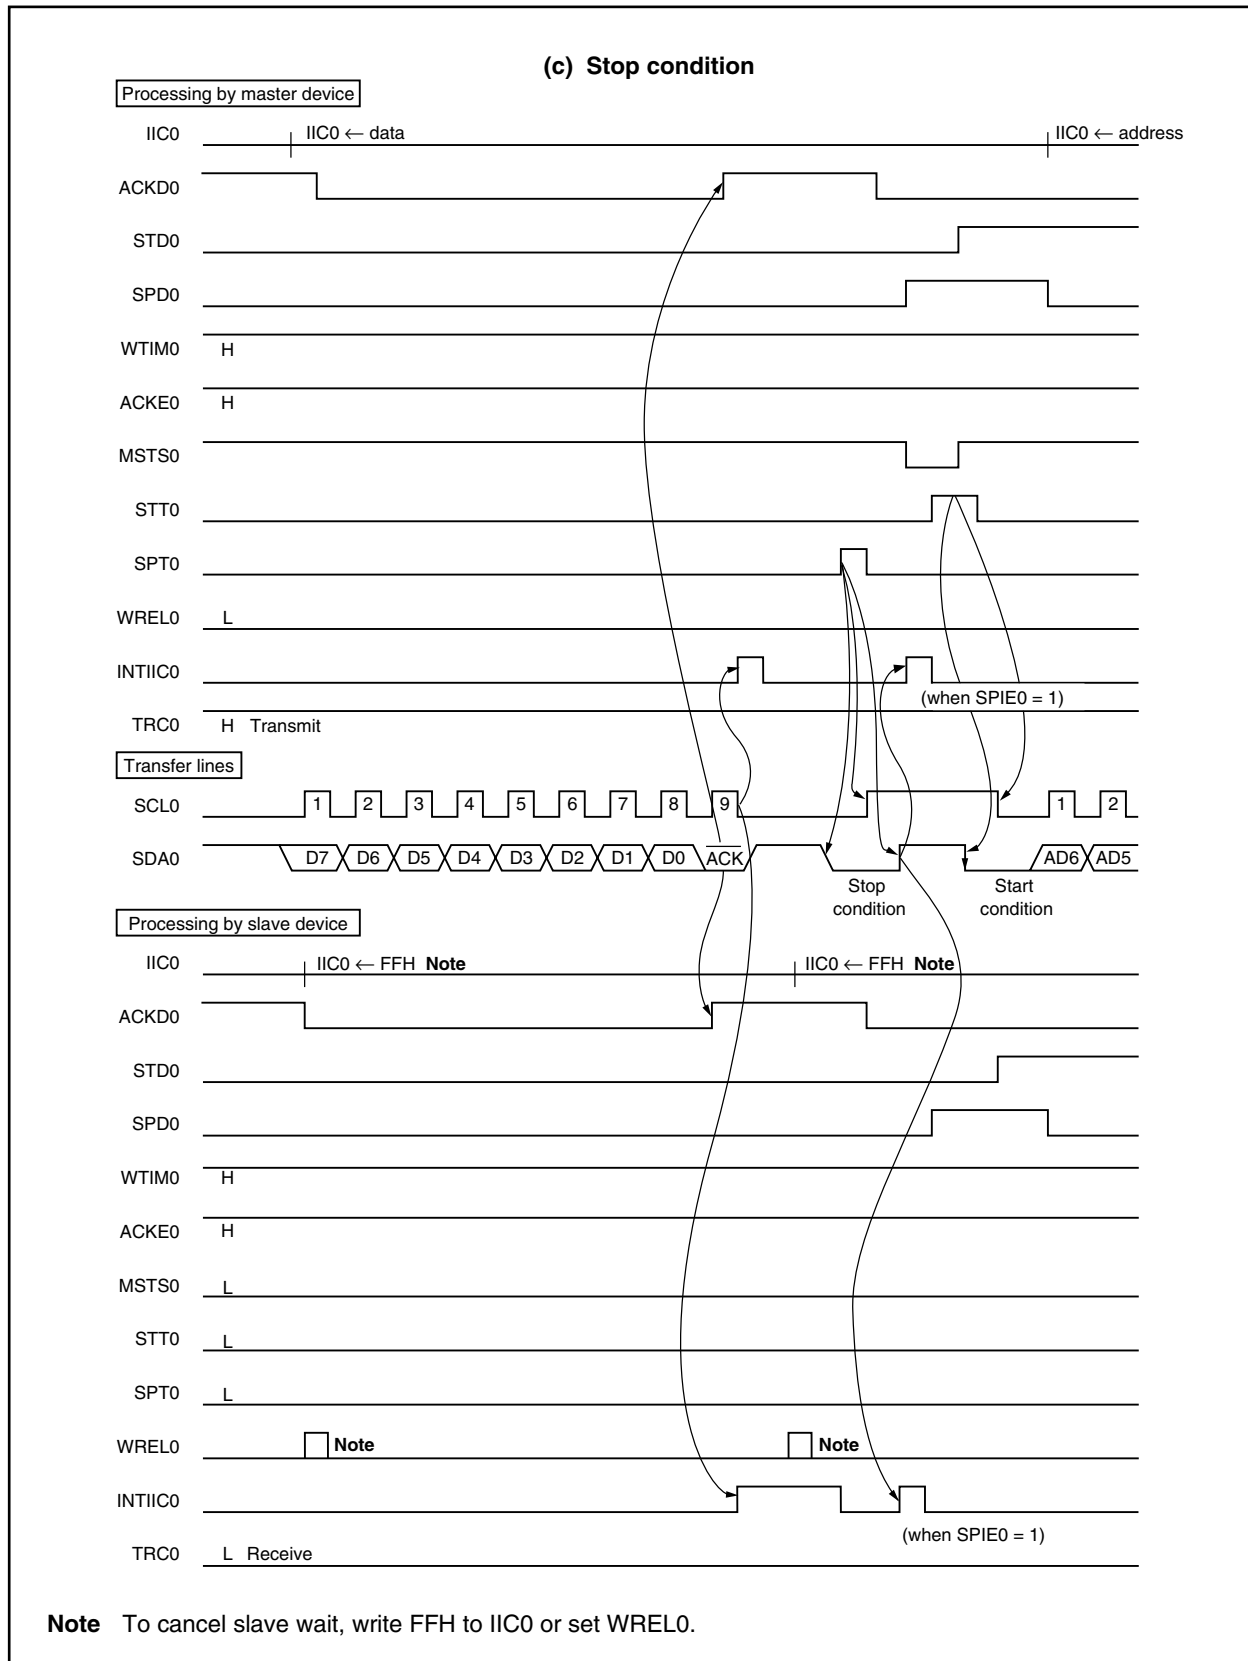 (c) Stop condition
Processing by master device
IIC0 IIC0 ← data IIC0 ← address
ACKD0
STD0
SPD0
WTIM0 H
ACKE0 H
MSTS0
STT0
SPT0
WREL0 L
INTIIC0
(when SPIE0 = 1)
TRC0 H Transmit
Transfer lines
SCL0 1 2 3 4 5 6 7 8 9 1 2
SDA0 D7 D6 D5 D4 D3 D2 D1 D0 ACK AD6 AD5
Stop condition
Start condition
Processing by slave device
IIC0 IIC0 ← FFH Note IIC0 ← FFH Note
ACKD0
STD0
SPD0
WTIM0 H
ACKE0 H
MSTS0 L
STT0 L
SPT0 L
WREL0 Note Note
INTIIC0
(when SPIE0 = 1)
TRC0 L Receive
Note To cancel slave wait, write FFH to IIC0 or set WREL0.